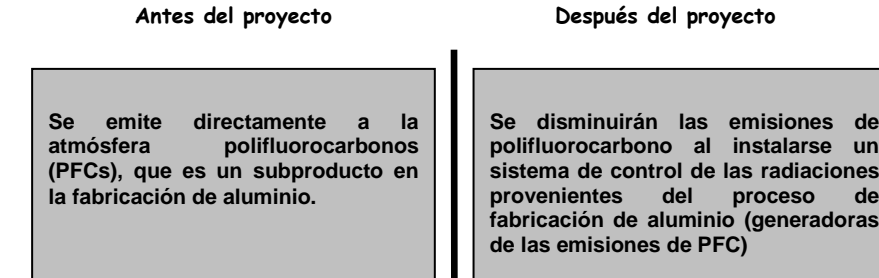 Antes del proyecto
Después del proyecto
Se emite directamente a la
atmósfera polifluorocarbonos
(PFCs), que es un subproducto en
la fabricación de aluminio.
Se disminuirán las emisiones de
polifluorocarbono al instalarse un
sistema de control de las radiaciones
provenientes del proceso de
fabricación de aluminio (generadoras
de las emisiones de PFC)